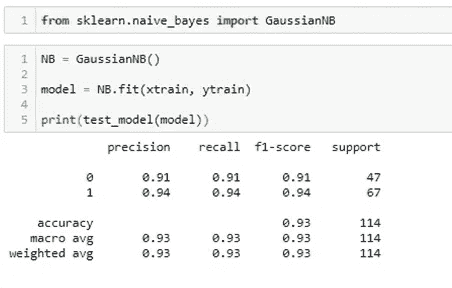 1 from sklearn.naive_bayes import GaussianNB
1 NB = GaussianNB()
2
3 model = NB.fit(xtrain, ytrain)
4
5 print(test_model(model))
precision recall f1-score support
0 0.91 0.91 0.91 47
1 0.94 0.94 0.94 67
accuracy 0.93 114
macro avg 0.93 0.93 0.93 114
weighted avg 0.93 0.93 0.93 114